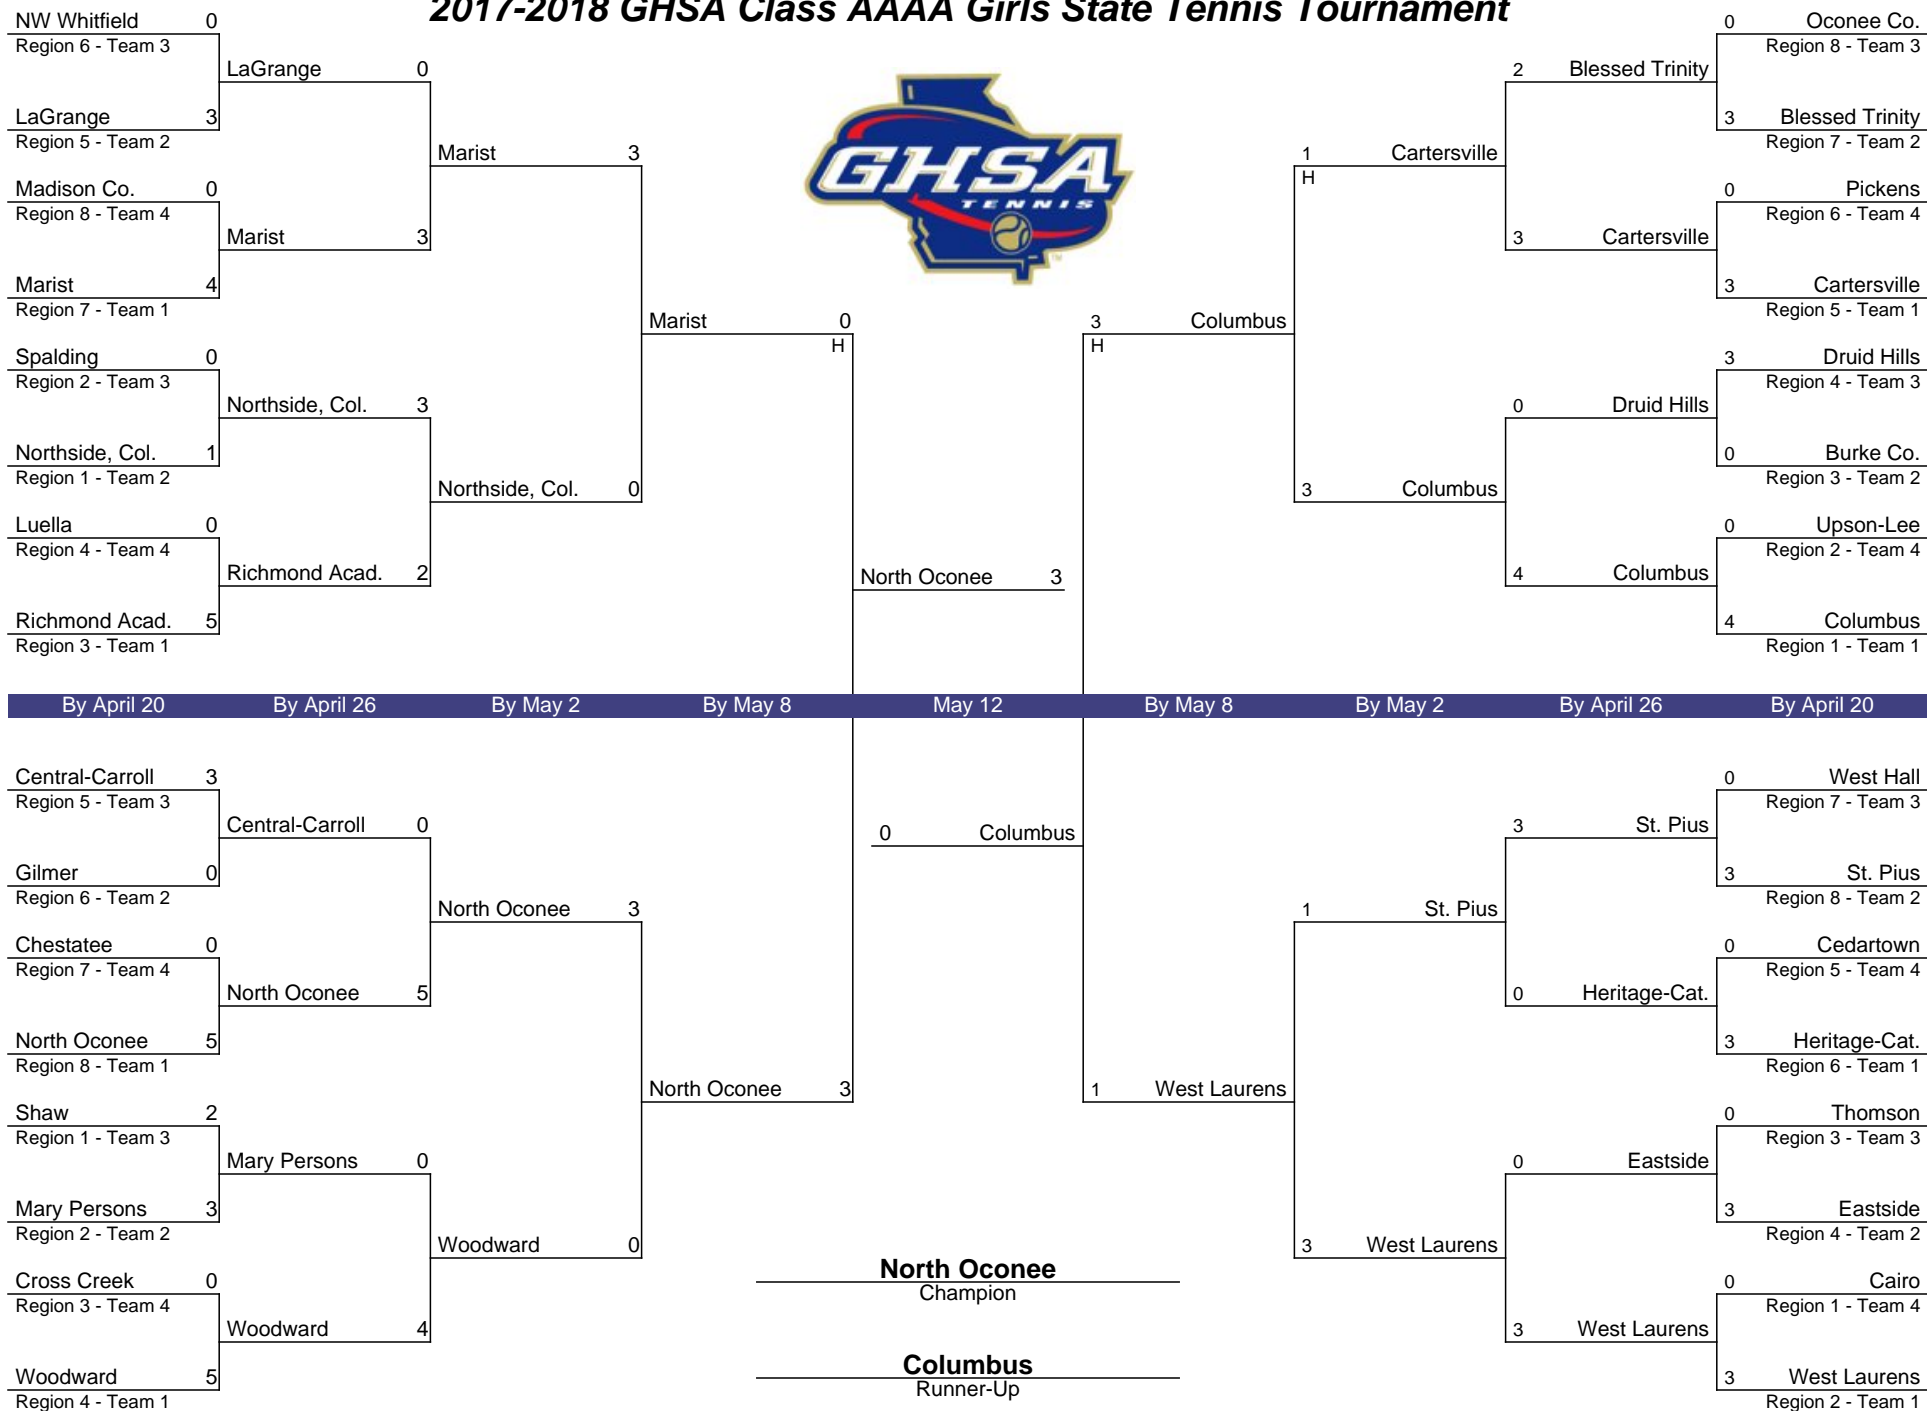 2017-2018 GHSA Class AAAA Girls State Tennis Tournament
GHSA
TENNIS
TM
NW Whitfield 0
Region 6 - Team 3
LaGrange 3
Region 5 - Team 2
Madison Co. 0
Region 8 - Team 4
Marist 4
Region 7 - Team 1
Spalding 0
Region 2 - Team 3
Northside, Col. 1
Region 1 - Team 2
Luella 0
Region 4 - Team 4
Richmond Acad. 5
Region 3 - Team 1
LaGrange 0
Marist 3
Northside, Col. 3
Richmond Acad. 2
Marist 3
Northside, Col. 0
Marist 0
H
North Oconee 3
3 Columbus
H
1 Cartersville
H
3 Columbus
2 Blessed Trinity
3 Cartersville
0 Druid Hills
4 Columbus
0 Oconee Co.
Region 8 - Team 3
3 Blessed Trinity
Region 7 - Team 2
0 Pickens
Region 6 - Team 4
3 Cartersville
Region 5 - Team 1
3 Druid Hills
Region 4 - Team 3
0 Burke Co.
Region 3 - Team 2
0 Upson-Lee
Region 2 - Team 4
4 Columbus
Region 1 - Team 1
By April 20 By April 26 By May 2 By May 8 May 12 By May 8 By May 2 By April 26 By April 20
Central-Carroll 3
Region 5 - Team 3
Gilmer 0
Region 6 - Team 2
Chestatee 0
Region 7 - Team 4
North Oconee 5
Region 8 - Team 1
Shaw 2
Region 1 - Team 3
Mary Persons 3
Region 2 - Team 2
Cross Creek 0
Region 3 - Team 4
Woodward 5
Region 4 - Team 1
Central-Carroll 0
North Oconee 5
Mary Persons 0
Woodward 4
North Oconee 3
Woodward 0
North Oconee 3
0 Columbus
1 West Laurens
1 St. Pius
3 West Laurens
3 St. Pius
0 Heritage-Cat.
0 Eastside
3 West Laurens
0 West Hall
Region 7 - Team 3
3 St. Pius
Region 8 - Team 2
0 Cedartown
Region 5 - Team 4
3 Heritage-Cat.
Region 6 - Team 1
0 Thomson
Region 3 - Team 3
3 Eastside
Region 4 - Team 2
0 Cairo
Region 1 - Team 4
3 West Laurens
Region 2 - Team 1
North Oconee
Champion
Columbus
Runner-Up